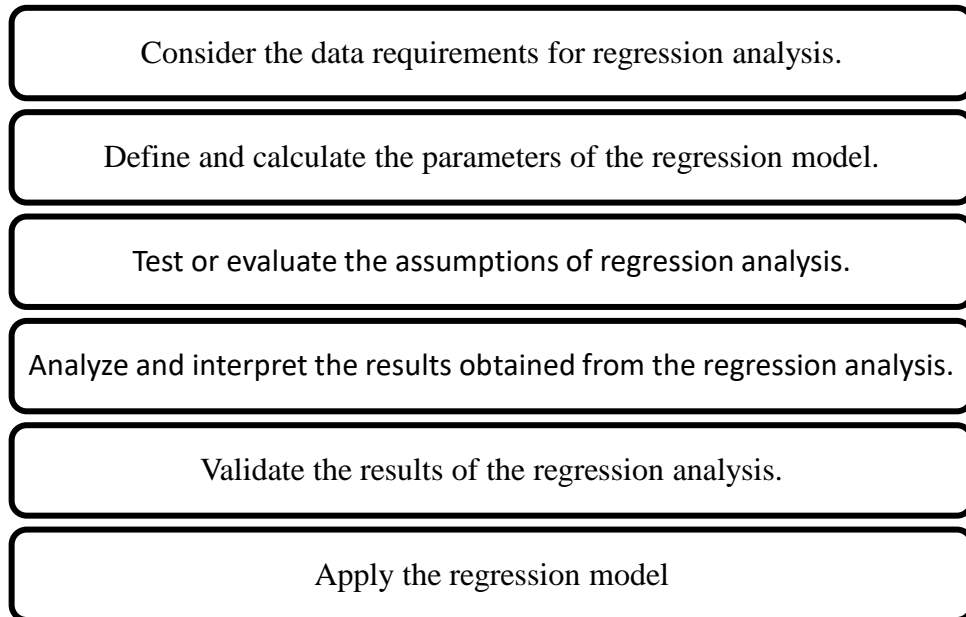 Consider the data requirements for regression analysis.
Define and calculate the parameters of the regression model.
Test or evaluate the assumptions of regression analysis.
Analyze and interpret the results obtained from the regression analysis.
Validate the results of the regression analysis.
Apply the regression model